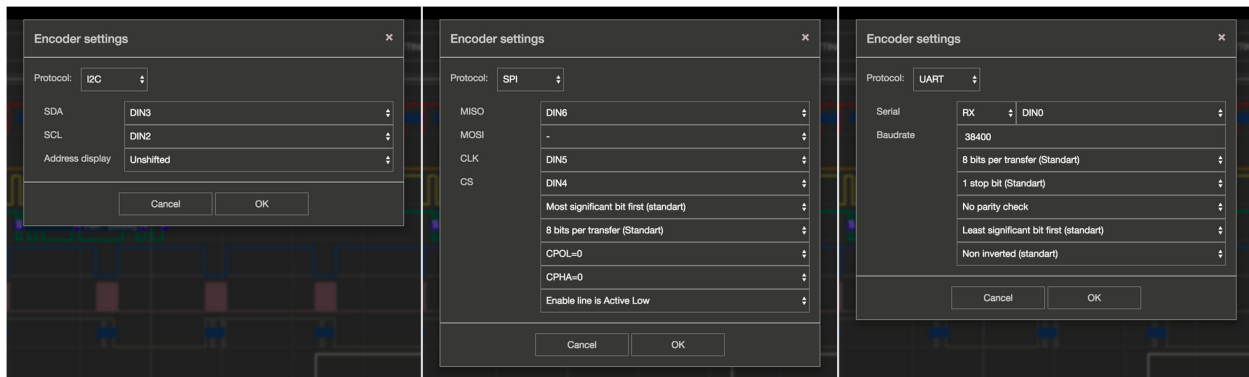 Encoder settings ×
Protocol: I2C
SDA DIN3
SCL DIN2
Address display Unshifted
Cancel OK
Encoder settings ×
Protocol: SPI
MISO DIN6
MOSI -
CLK DIN5
CS DIN4
Most significant bit first (standart)
8 bits per transfer (Standart)
CPOL=0
CPHA=0
Enable line is Active Low
Cancel OK
Encoder settings ×
Protocol: UART
Serial RX DIN0
Baudrate 38400
8 bits per transfer (Standart)
1 stop bit (Standart)
No parity check
Least significant bit first (standart)
Non inverted (standart)
Cancel OK